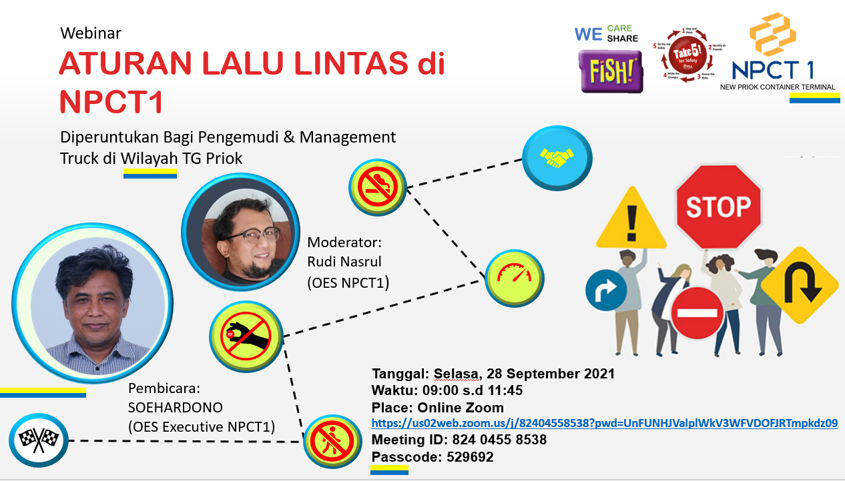 Webinar
ATURAN LALU LINTAS di
NPCT1
Diperuntukan Bagi Pengemudi & Management
Truck di Wilayah TG Priok
WE CARE
SHARE
FiSH!
Take 5!
for Safety
NPCT 1
NEW PRIOK CONTAINER TERMINAL
STOP
Moderator:
Rudi Nasrul
(OES NPCT1)
Pembicara:
SOEHARDONO
(OES Executive NPCT1)
Tanggal: Selasa, 28 September 2021
Waktu: 09:00 s.d 11:45
Place: Online Zoom
https://us02web.zoom.us/j/82404558538?pwd=UnFUNHJValplWkV3WFVDOFJRTmpkdz09
Meeting ID: 824 0455 8538
Passcode: 529692